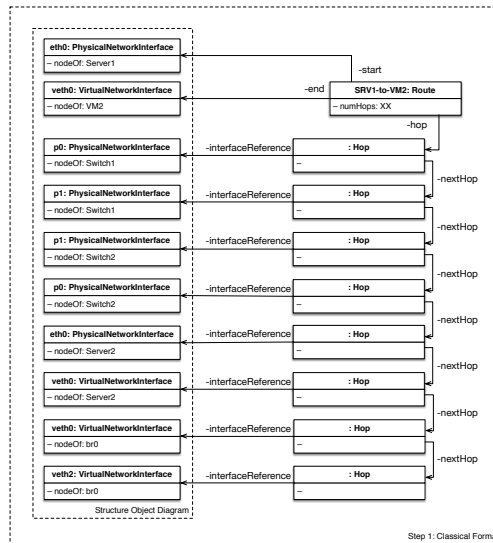 eth0: PhysicalNetworkInterface
– nodeOf: Server1
-start
veth0: VirtualNetworkInterface
– nodeOf: VM2
-end
SRV1-to-VM2: Route
– numHops: XX
-hop
p0: PhysicalNetworkInterface
– nodeOf: Switch1
-interfaceReference
: Hop
–
-nextHop
p1: PhysicalNetworkInterface
– nodeOf: Switch1
-interfaceReference
: Hop
–
-nextHop
p1: PhysicalNetworkInterface
– nodeOf: Switch2
-interfaceReference
: Hop
–
-nextHop
p0: PhysicalNetworkInterface
– nodeOf: Switch2
-interfaceReference
: Hop
–
-nextHop
eth0: PhysicalNetworkInterface
– nodeOf: Server2
-interfaceReference
: Hop
–
-nextHop
veth0: VirtualNetworkInterface
– nodeOf: Server2
-interfaceReference
: Hop
–
-nextHop
veth0: VirtualNetworkInterface
– nodeOf: br0
-interfaceReference
: Hop
–
-nextHop
veth2: VirtualNetworkInterface
– nodeOf: br0
-interfaceReference
: Hop
–
Structure Object Diagram
Step 1: Classical Forma